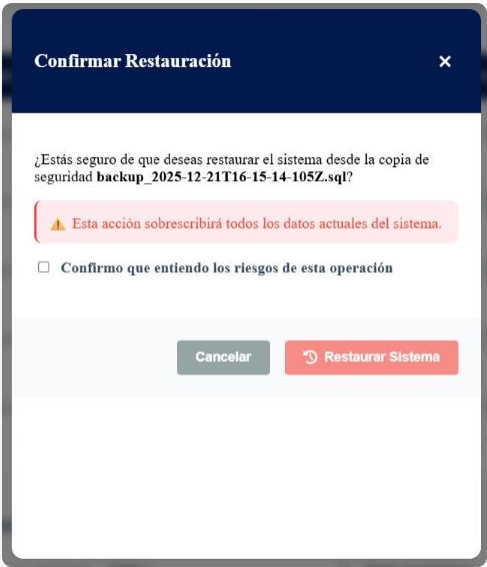 Confirmar Restauración
¿Estás seguro de que deseas restaurar el sistema desde la copia de
seguridad backup_2025-12-21T16-15-14-105Z.sql?
⚠️ Esta acción sobrescribirá todos los datos actuales del sistema.
Confirmo que entiendo los riesgos de esta operación
Cancelar
Restaurar Sistema